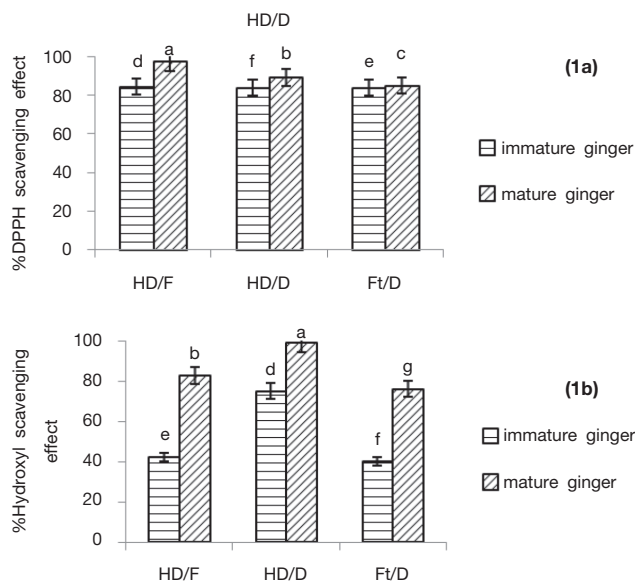 HD/D
(1a)
%DPPH scavenging effect
100
80
60
40
20
0
d
a
f
b
e
c
HD/F
HD/D
Ft/D
immature ginger
mature ginger
(1b)
%Hydroxyl scavenging
effect
100
80
60
40
20
0
e
b
d
a
f
g
HD/F
HD/D
Ft/D
immature ginger
mature ginger